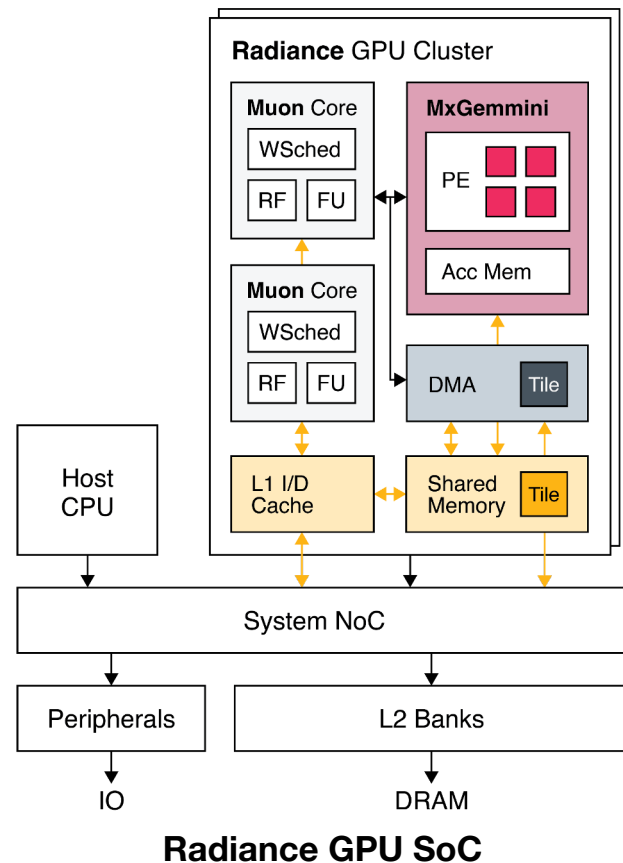 Radiance GPU Cluster
Muon Core
WSched
RF
FU
MxGemmini
PE
Acc Mem
Muon Core
WSched
RF
FU
DMA
Tile
Host
CPU
L1 I/D
Cache
Shared
Memory
Tile
System NoC
Peripherals
L2 Banks
IO
DRAM
Radiance GPU SoC